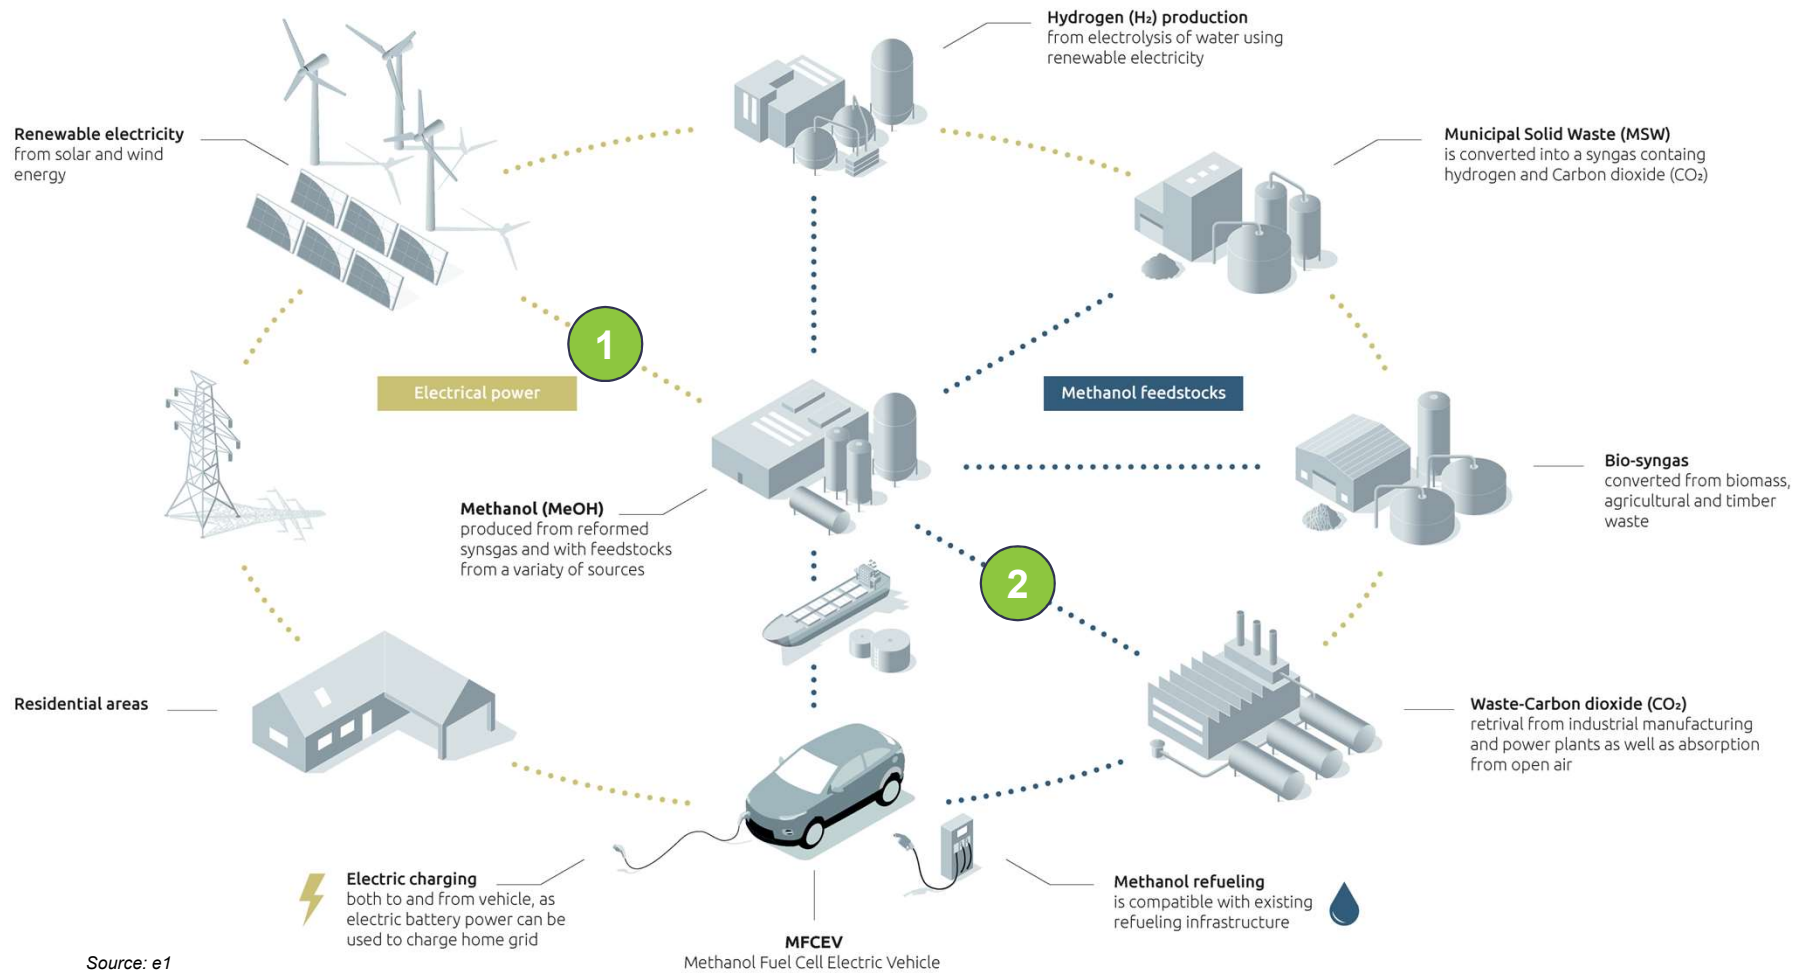 Hydrogen (H₂) production
from electrolysis of water using
renewable electricity
Renewable electricity
from solar and wind
energy
Municipal Solid Waste (MSW)
is converted into a syngas containg
hydrogen and Carbon dioxide (CO₂)
1
Electrical power
Methanol feedstocks
Bio-syngas
converted from biomass,
agricultural and timber
waste
Methanol (MeOH)
produced from reformed
synsgas and with feedstocks
from a variaty of sources
2
Residential areas
Waste-Carbon dioxide (CO₂)
retrival from industrial manufacturing
and power plants as well as absorption
from open air
Electric charging
both to and from vehicle, as
electric battery power can be
used to charge home grid
Methanol refueling
is compatible with existing
refueling infrastructure
MFCEV
Methanol Fuel Cell Electric Vehicle
Source: e1